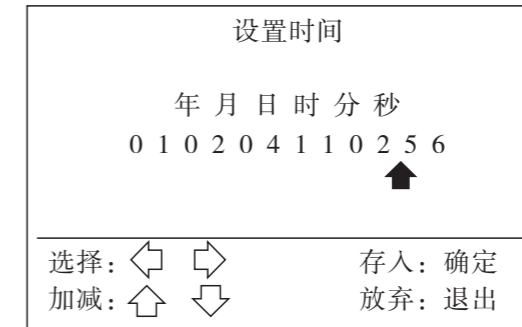 设置时间
年 月 日 时 分 秒
0 1 0 2 0 4 1 1 0 2 5 6
选择： 存入：确定
加减： 放弃：退出